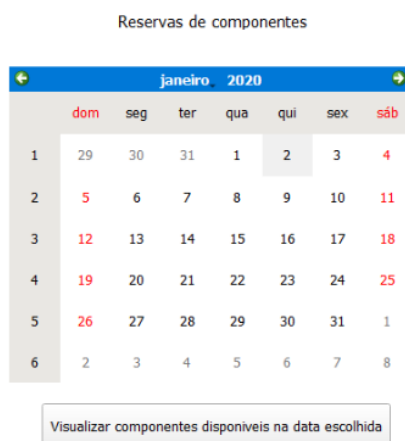 Reservas de componentes
janeiro, 2020
dom seg ter qua qui sex sáb
1 29 30 31 1 2 3 4
2 5 6 7 8 9 10 11
3 12 13 14 15 16 17 18
4 19 20 21 22 23 24 25
5 26 27 28 29 30 31 1
6 2 3 4 5 6 7 8
Visualizar componentes disponiveis na data escolhida